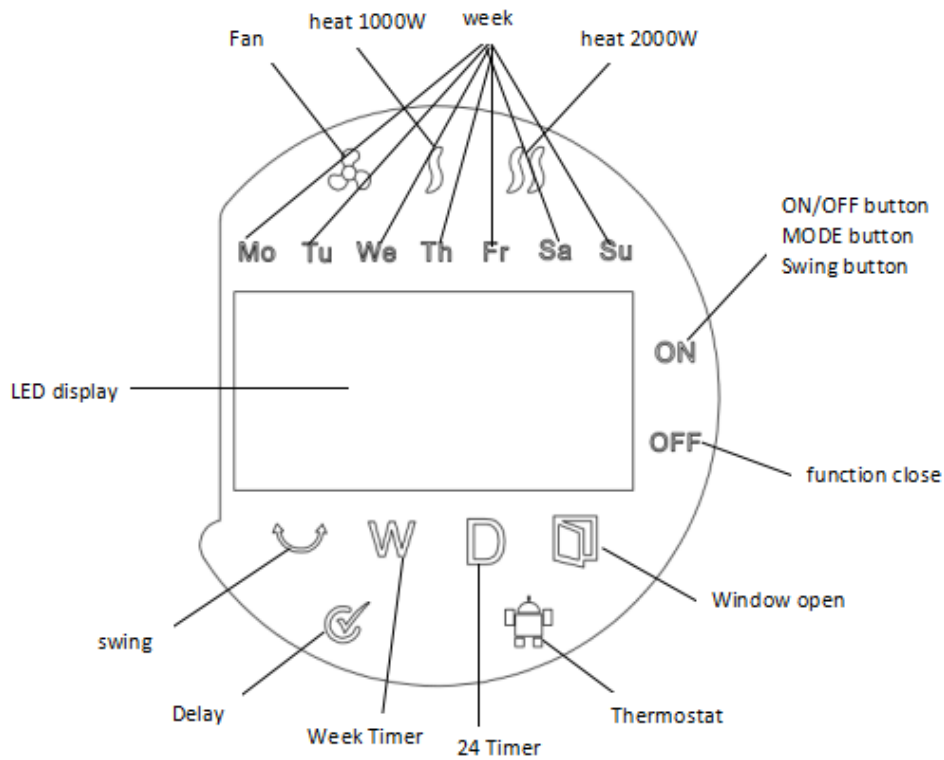 heat 1000W
week
Fan
heat 2000W
Mo Tu We Th Fr Sa Su
ON/OFF button
MODE button
Swing button
ON
LED display
OFF
function close
W
D
Window open
swing
Delay
Thermostat
Week Timer
24 Timer